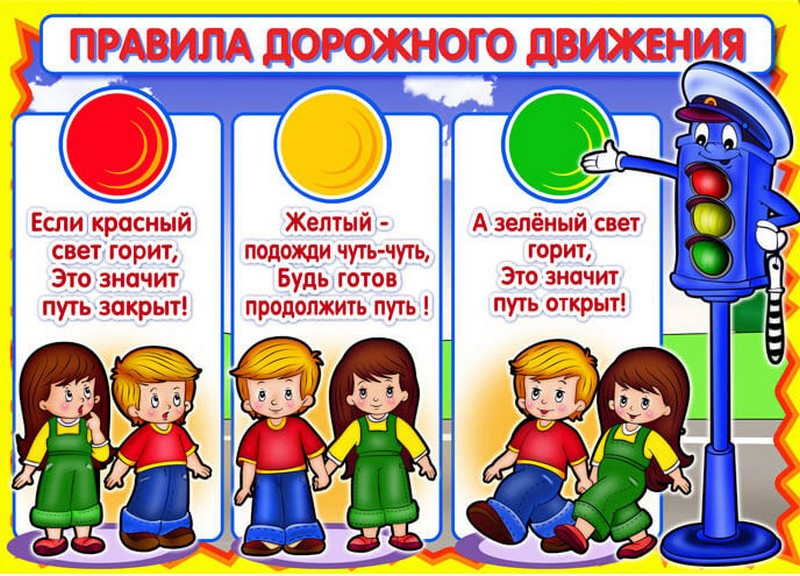 ПРАВИЛА ДОРОЖНОГО ДВИЖЕНИЯ
Если красный
свет горит,
Это значит
путь закрыт!
Желтый -
подожди чуть-чуть,
Будь готов
продолжить путь !
А зелёный свет
горит,
Это значит
путь открыт!